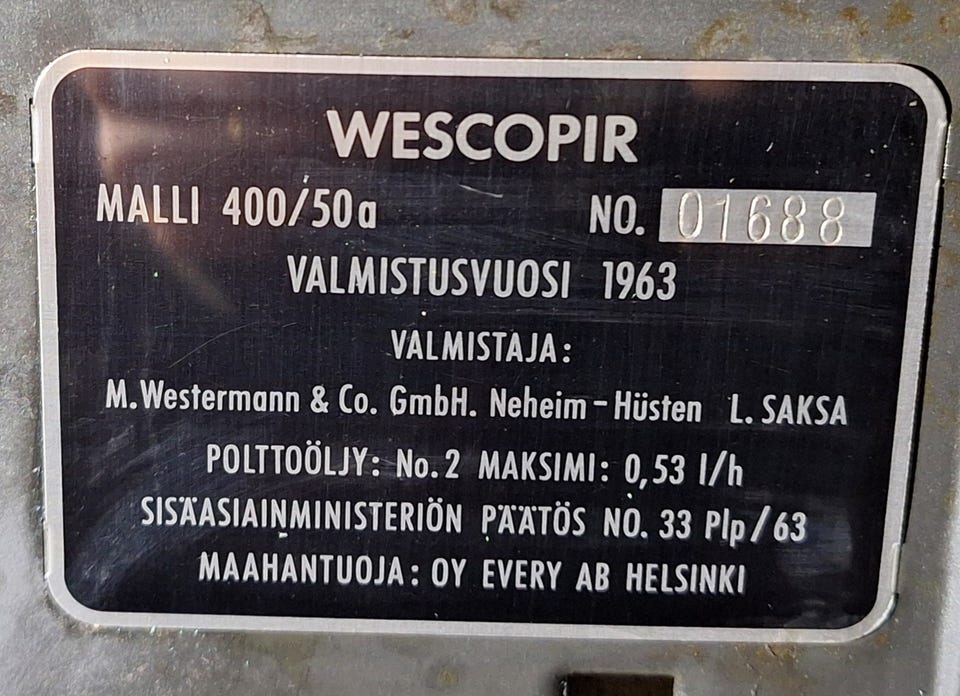 WESCOPIR
MALLI 400/50a NO. 01688
VALMISTUSVUOSI 1963
VALMISTAJA:
M.Westermann & Co. GmbH. Neheim-Hüsten L. SAKSA
POLTTOÖLJY: No.2 MAKSIMI: 0,53 l/h
SISÄASIAINMINISTERIÖN PÄÄTÖS NO. 33 Plp/63
MAAHANTUOJA: OY EVERY AB HELSINKI